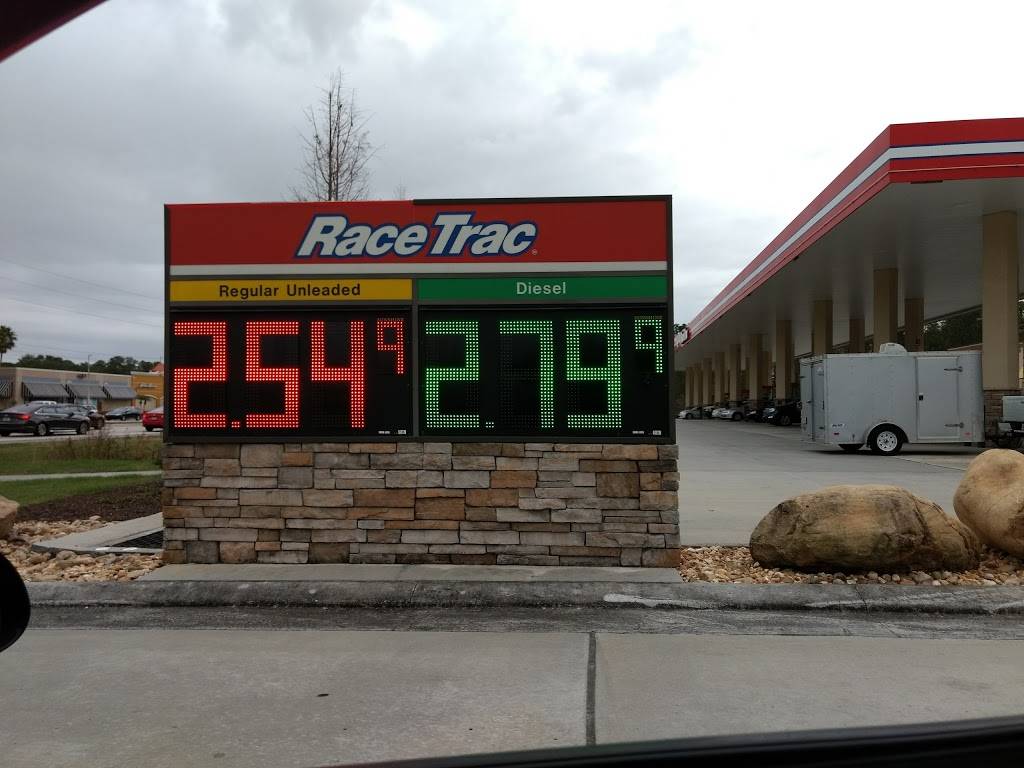 RaceTrac
Regular Unleaded
Diesel
2.54 9
2.79 9